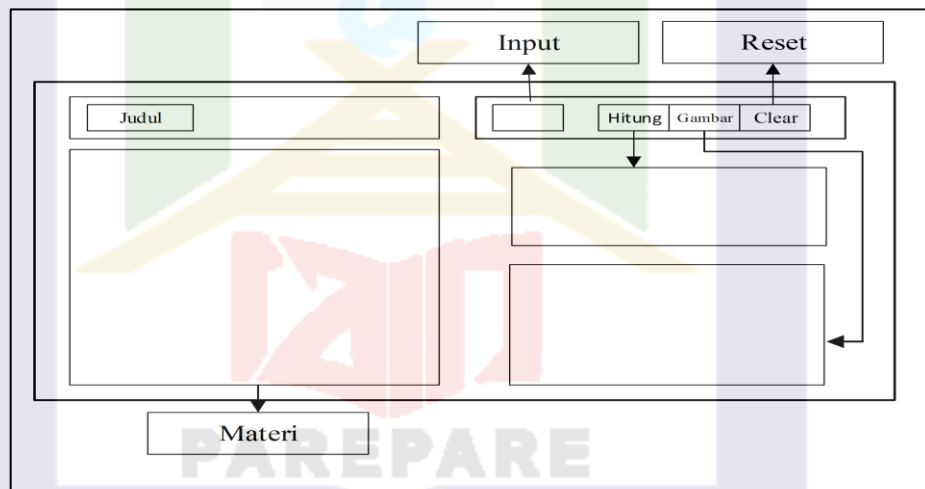 Input
Reset
Judul
Hitung
Gambar
Clear
Materi
PAREPARE